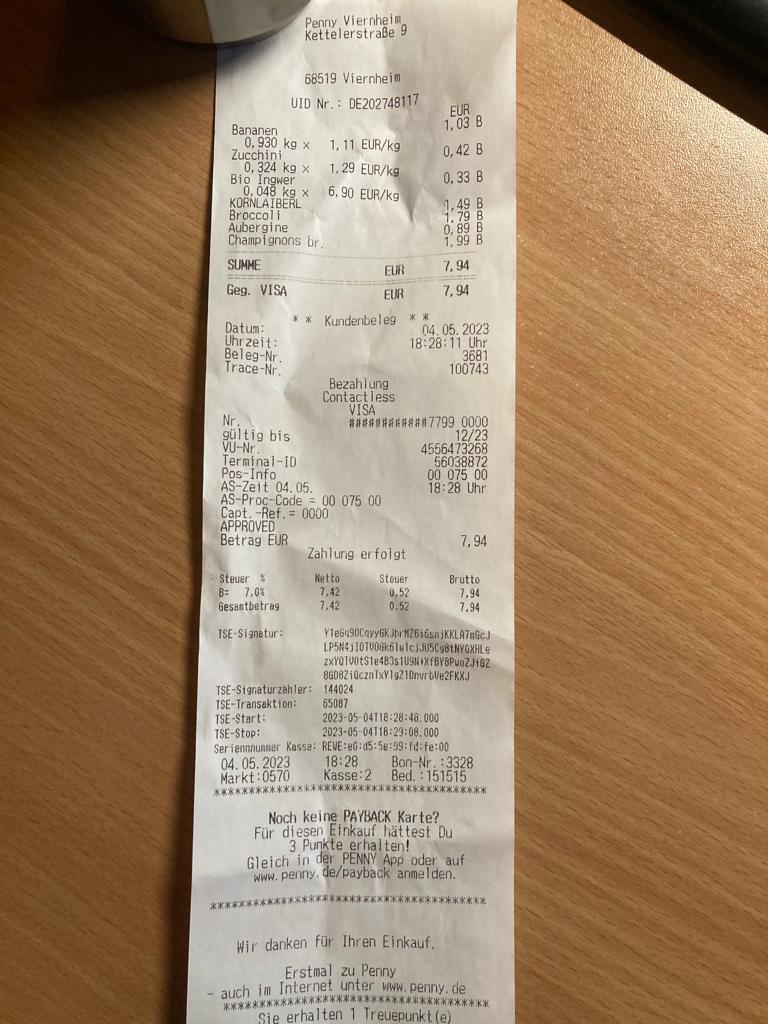 Penny Viernheim
Kettelerstraße 9
68519 Viernheim
UID Nr.: DE202748117
EUR
Bananen 1,03 B
0,930 kg x 1,11 EUR/kg
Zucchini 0,42 B
0,324 kg x 1,29 EUR/kg
Bio Ingwer 0,33 B
0,048 kg x 6,90 EUR/kg
KORNLAIBERL 1,49 B
Broccoli 1,79 B
Aubergine 0,89 B
Champignons br. 1,99 B
SUMME EUR 7,94
Geg. VISA EUR 7,94
* * Kundenbeleg * *
Datum: 04.05.2023
Uhrzeit: 18:28:11 Uhr
Beleg-Nr. 3681
Trace-Nr. 100743
Bezahlung
Contactless
VISA
Nr. ############7799 0000
gültig bis 12/23
VU-Nr. 4556473268
Terminal-ID 56038872
Pos-Info 00 075 00
AS-Zeit 04.05. 18:28 Uhr
AS-Proc-Code = 00 075 00
Capt.-Ref.= 0000
APPROVED
Betrag EUR 7,94
Zahlung erfolgt
Steuer % Netto Steuer Brutto
B= 7,0% 7,42 0,52 7,94
Gesamtbetrag 7,42 0,52 7,94
TSE-Signatur:
TSE-Signaturzähler: 144024
TSE-Transaktion: 65087
TSE-Start: 2023-05-04T18:28:48.000
TSE-Stop: 2023-05-04T18:29:08.000
Seriennnummer Kasse: REWE:e0:d5:5e:99:fd:fe:00
04.05.2023 18:28 Bon-Nr.:3328
Markt:0570 Kasse:2 Bed.:151515
****************************************
Noch keine PAYBACK Karte?
Für diesen Einkauf hättest Du
3 Punkte erhalten!
Gleich in der PENNY App oder auf
www.penny.de/payback anmelden.
****************************************
Wir danken für Ihren Einkauf.
Erstmal zu Penny
- auch im Internet unter www.penny.de
****************************************
Sie erhalten 1 Treuepunkt(e)